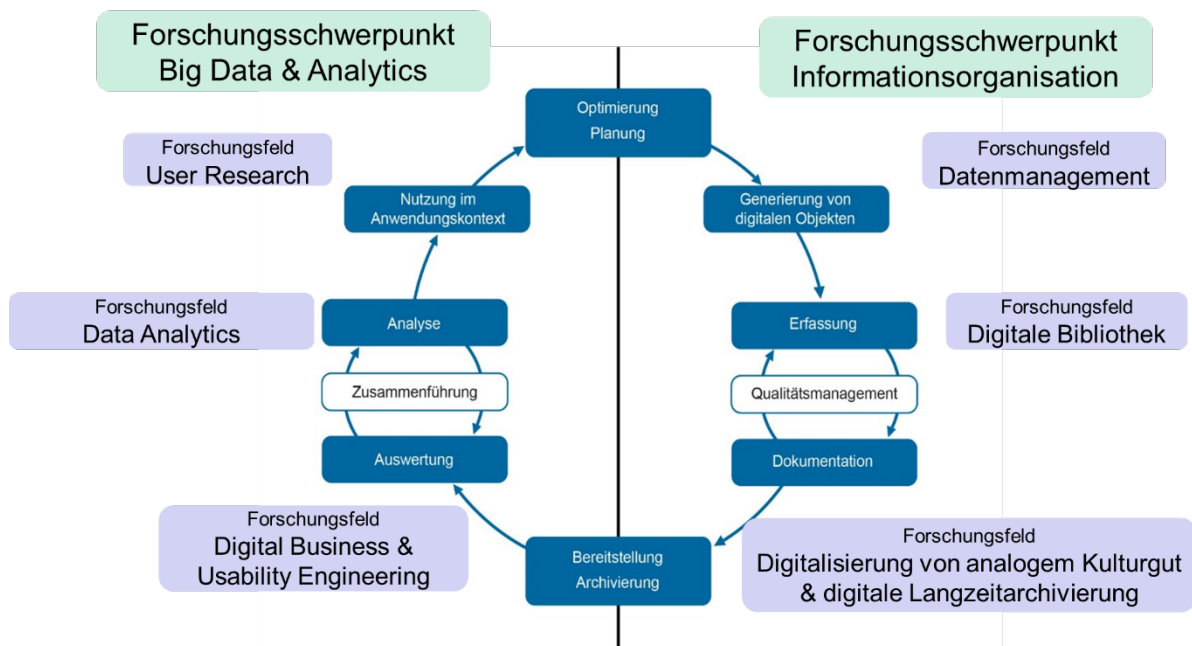 Forschungsschwerpunkt
Big Data & Analytics
Forschungsschwerpunkt
Informationsorganisation
Optimierung
Planung
Forschungsfeld
User Research
Forschungsfeld
Datenmanagement
Nutzung im
Anwendungskontext
Generierung von
digitalen Objekten
Forschungsfeld
Data Analytics
Analyse
Erfassung
Forschungsfeld
Digitale Bibliothek
Zusammenführung
Qualitätsmanagement
Auswertung
Dokumentation
Forschungsfeld
Digital Business &
Usability Engineering
Bereitstellung
Archivierung
Forschungsfeld
Digitalisierung von analogem Kulturgut
& digitale Langzeitarchivierung